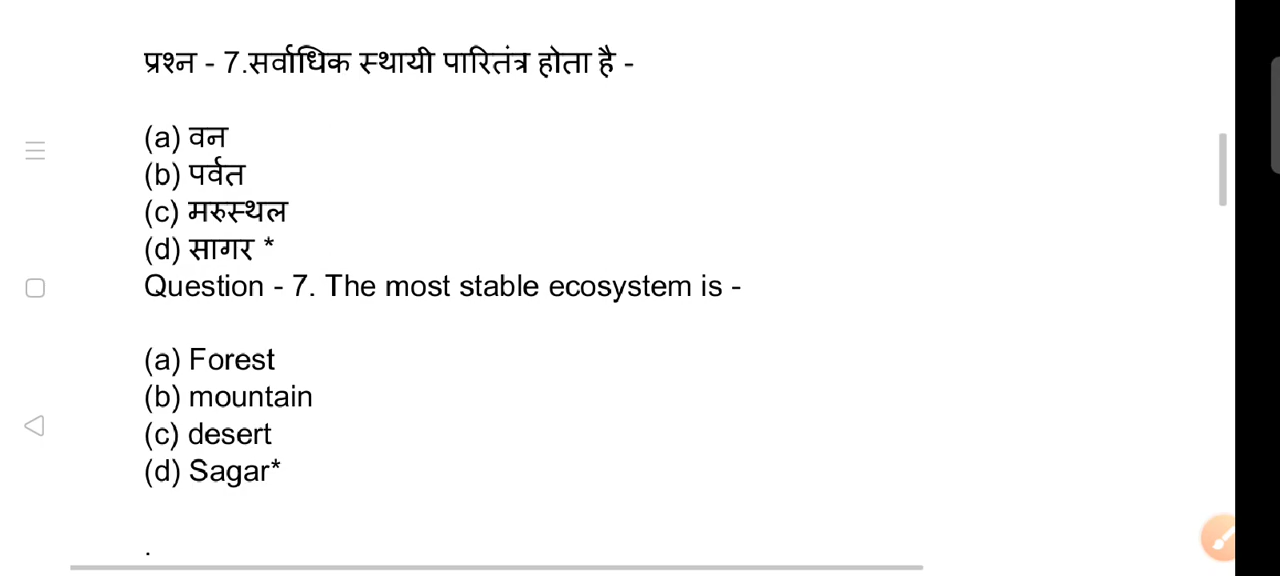 प्रश्न - 7.सर्वाधिक स्थायी पारितंत्र होता है -
(a) वन
(b) पर्वत
(c) मरुस्थल
(d) सागर *
Question - 7. The most stable ecosystem is -
(a) Forest
(b) mountain
(c) desert
(d) Sagar*
.